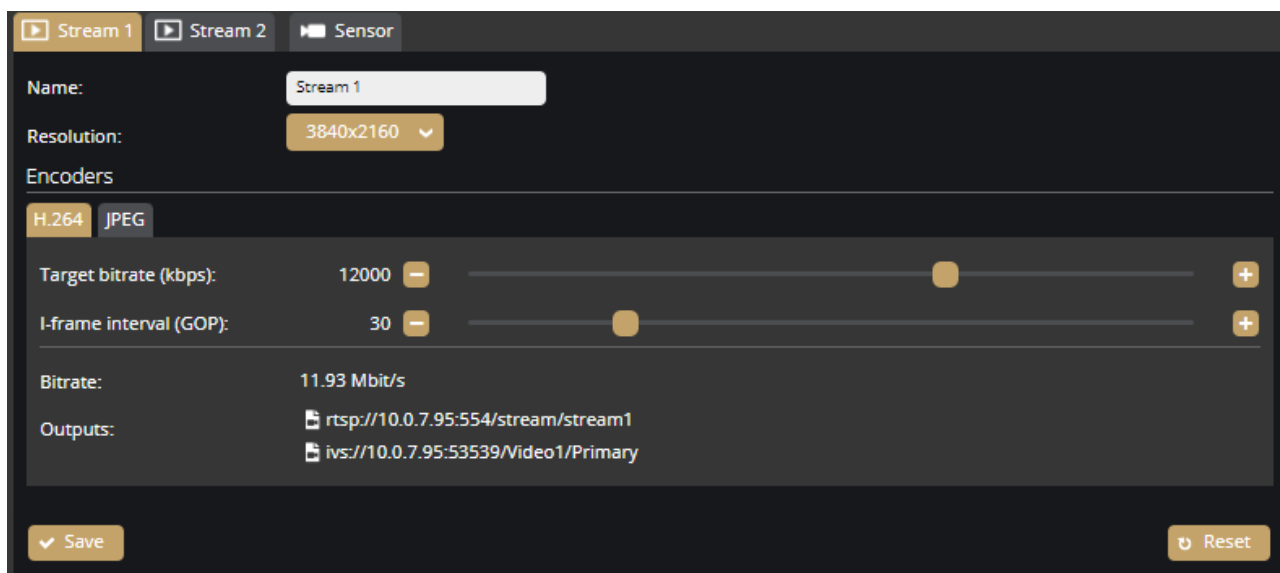 Stream 1 Stream 2 Sensor
Name: Stream 1
Resolution: 3840x2160
Encoders
H.264 JPEG
Target bitrate (kbps): 12000
I-frame interval (GOP): 30
Bitrate: 11.93 Mbit/s
Outputs: rtsp://10.0.7.95:554/stream/stream1
ivs://10.0.7.95:53539/Video1/Primary
Save Reset